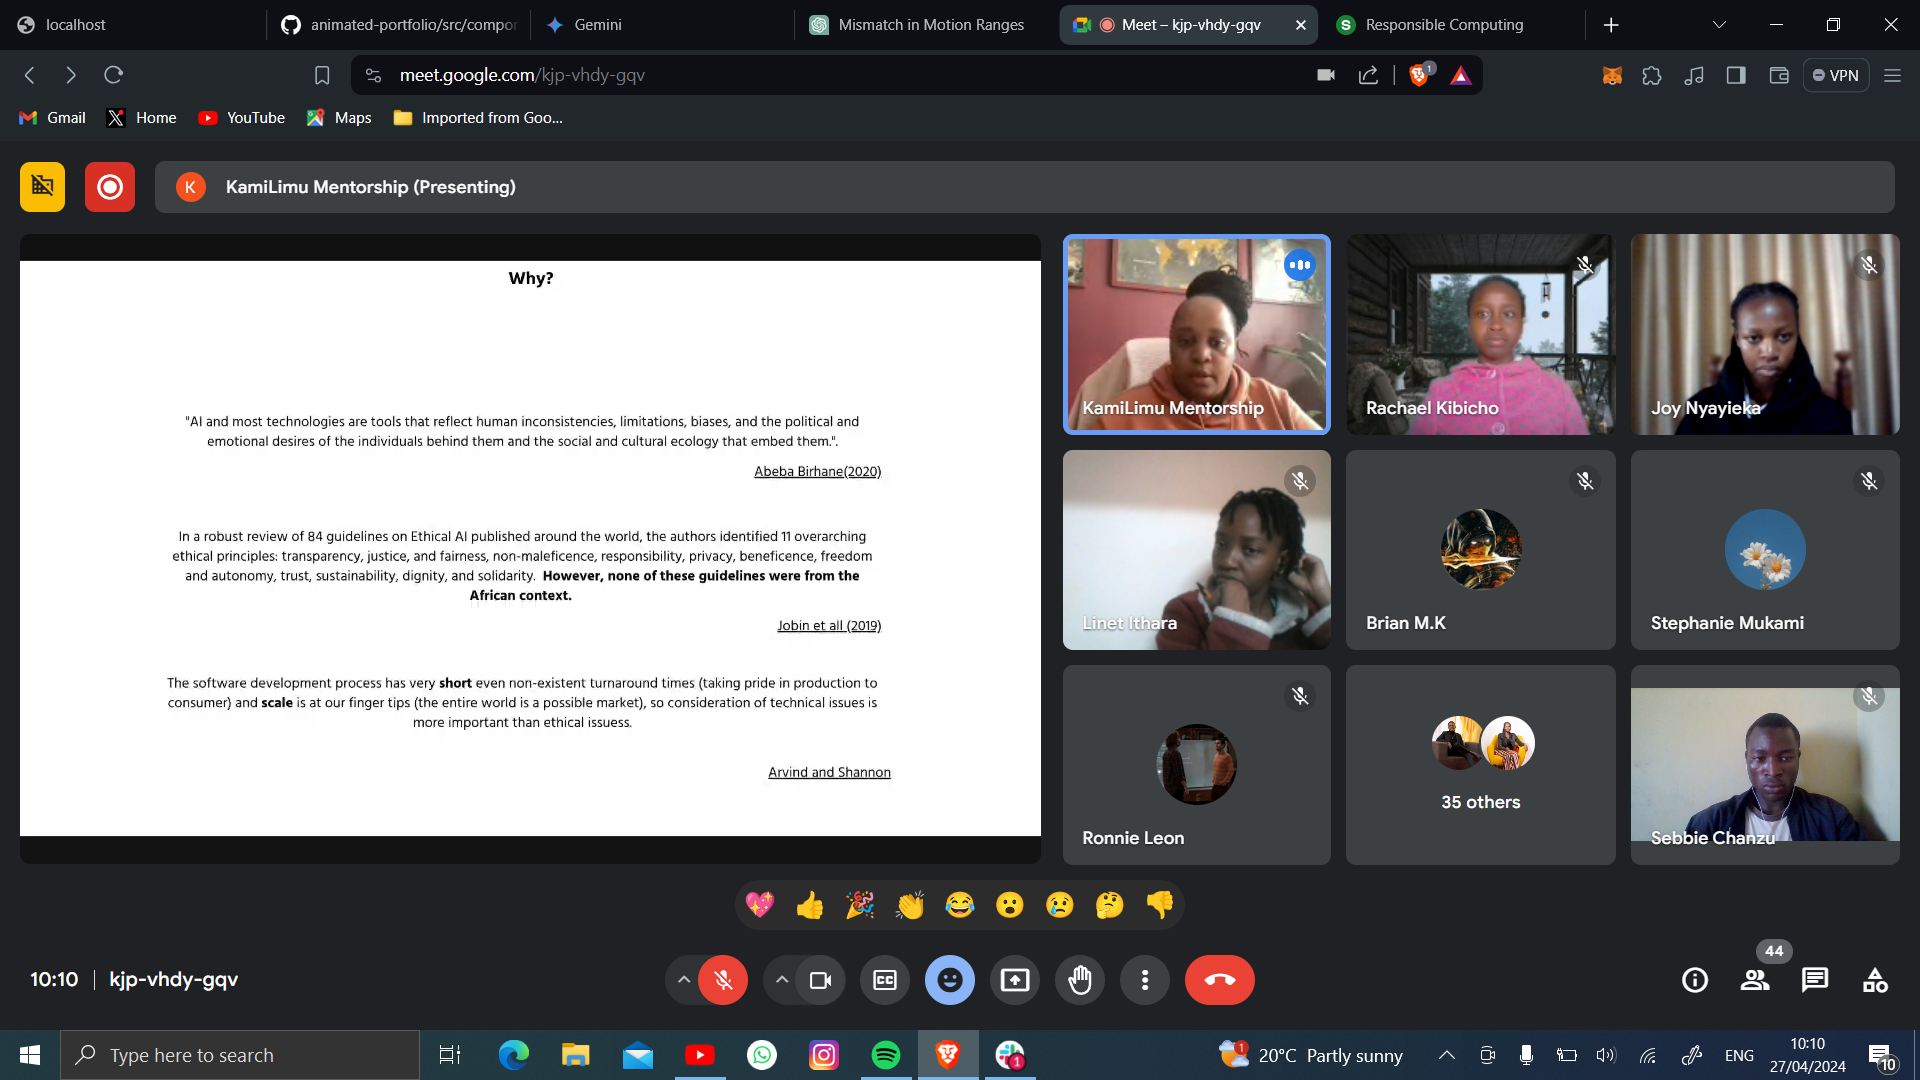 localhost
animated-portfolio/src/compon
Gemini
Mismatch in Motion Ranges
Meet – kjp-vhdy-gqv
S Responsible Computing
meet.google.com/kjp-vhdy-gqv
1
VPN
Gmail
Home
YouTube
Maps
Imported from Goo...
K KamiLimu Mentorship (Presenting)
Why?
"AI and most technologies are tools that reflect human inconsistencies, limitations, biases, and the political and
emotional desires of the individuals behind them and the social and cultural ecology that embed them.".
Abeba Birhane(2020)
In a robust review of 84 guidelines on Ethical AI published around the world, the authors identified 11 overarching
ethical principles: transparency, justice, and fairness, non-maleficence, responsibility, privacy, beneficence, freedom
and autonomy, trust, sustainability, dignity, and solidarity. However, none of these guidelines were from the
African context.
Jobin et all (2019)
The software development process has very short even non-existent turnaround times (taking pride in production to
consumer) and scale is at our finger tips (the entire world is a possible market), so consideration of technical issues is
more important than ethical issuess.
Arvind and Shannon
KamiLimu Mentorship
Rachael Kibicho
Joy Nyayieka
Linet Ithara
Brian M.K
Stephanie Mukami
Ronnie Leon
35 others
Sebbie Chanzu
10:10 | kjp-vhdy-gqv
CC
44
Type here to search
1
1
20°C Partly sunny
ENG
10:10
27/04/2024
10